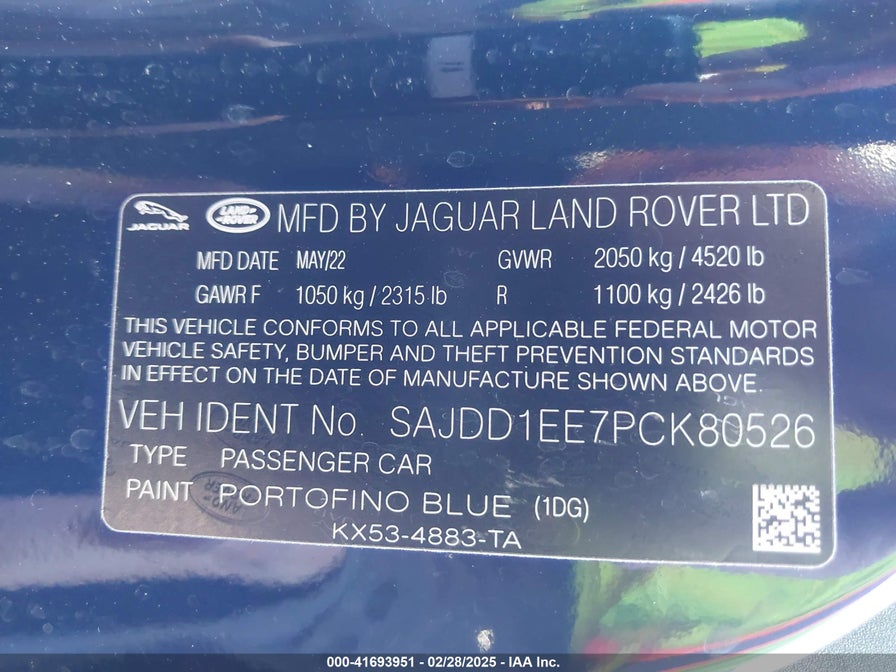 JAGUAR LAND ROVER MFD BY JAGUAR LAND ROVER LTD
MFD DATE MAY/22 GVWR 2050 kg / 4520 lb
GAWR F 1050 kg / 2315 lb R 1100 kg / 2426 lb
THIS VEHICLE CONFORMS TO ALL APPLICABLE FEDERAL MOTOR
VEHICLE SAFETY, BUMPER AND THEFT PREVENTION STANDARDS
IN EFFECT ON THE DATE OF MANUFACTURE SHOWN ABOVE.
VEH IDENT No. SAJDD1EE7PCK80526
TYPE PASSENGER CAR
PAINT PORTOFINO BLUE (1DG)
KX53-4883-TA
000-41693951 - 02/28/2025 - IAA Inc.